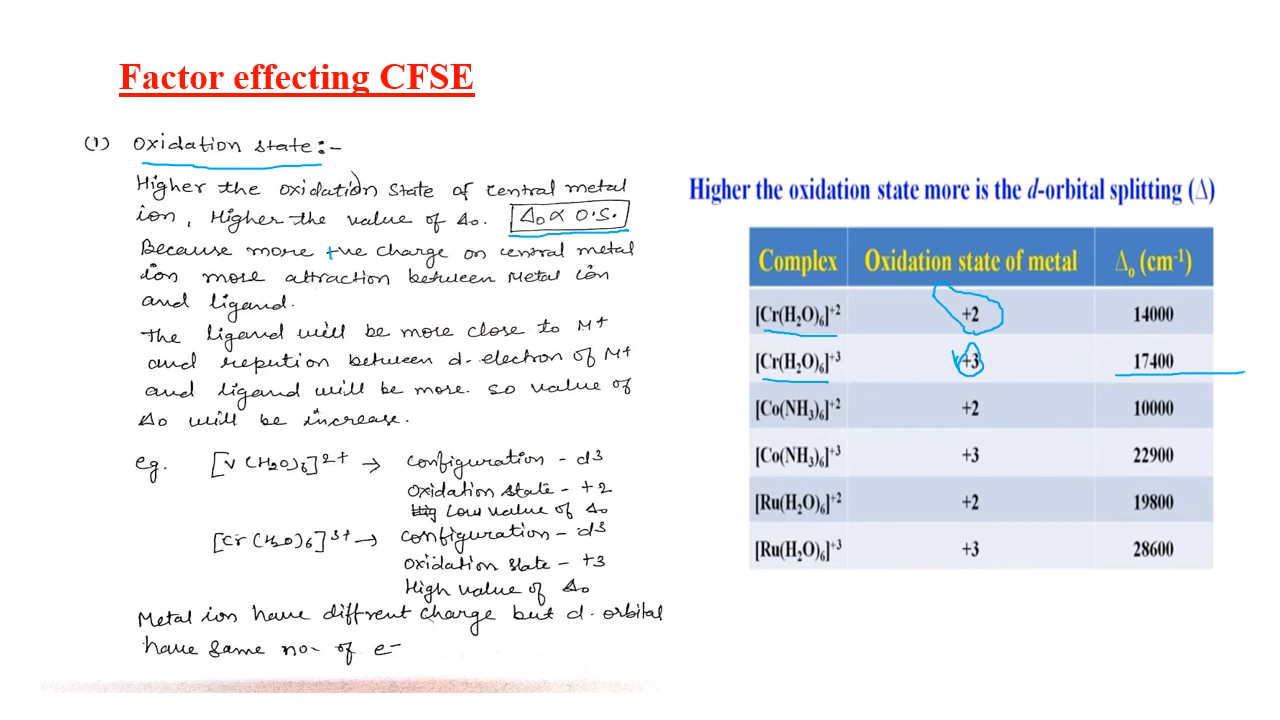 Factor effecting CFSE
(1) Oxidation state :-
Higher the oxidation state of central metal
ion, Higher the value of Δo. Δo ∝ O.S.
Because more +ve charge on central metal
ion more attraction between Metal ion
and ligand.
The ligand will be more close to M+
and repution between d-electron of M+
and ligand will be more. so value of
Δo will be increase.
eg. [V(H2O)6]2+ → configuration - d3
oxidation state - +2
Low value of Δo
[Cr(H2O)6]3+ → configuration - d3
oxidation state - +3
High value of Δo
Metal ion have diffrent charge but d-orbital
have same no- of e-
Higher the oxidation state more is the d-orbital splitting (Δ)
Complex Oxidation state of metal Δo (cm-1)
[Cr(H2O)6]+2 +2 14000
[Cr(H2O)6]+3 +3 17400
[Co(NH3)6]+2 +2 10000
[Co(NH3)6]+3 +3 22900
[Ru(H2O)6]+2 +2 19800
[Ru(H2O)6]+3 +3 28600